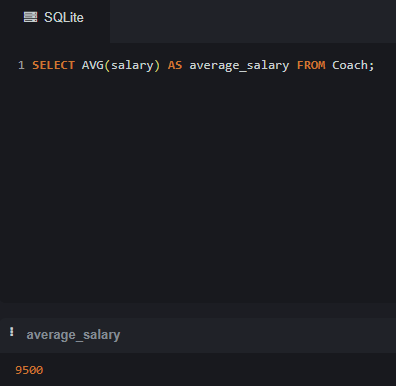 SQLite
1 SELECT AVG(salary) AS average_salary FROM Coach;
average_salary
9500